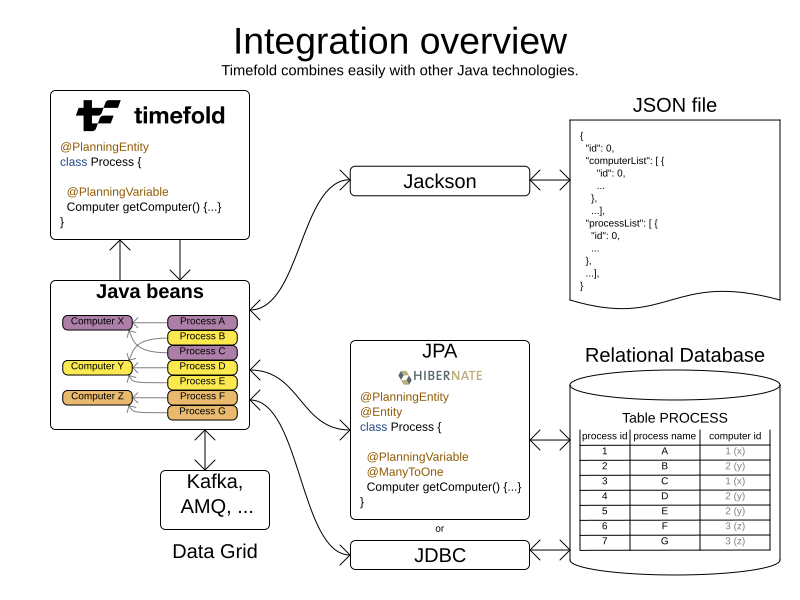 Integration overview
Timefold combines easily with other Java technologies.
timefold
@PlanningEntity
class Process {
@PlanningVariable
Computer getComputer() {...}
}
Java beans
Computer X
Process A
Process B
Process C
Computer Y
Process D
Process E
Computer Z
Process F
Process G
Kafka,
AMQ, ...
Data Grid
Jackson
JPA
HIBERNATE
@PlanningEntity
@Entity
class Process {
@PlanningVariable
@ManyToOne
Computer getComputer() {...}
}
or
JDBC
JSON file
{
"id": 0,
"computerList": [ {
"id": 0,
...
},
...],
"processList": [ {
"id": 0,
...
},
...],
}
Relational Database
Table PROCESS
process id process name computer id
1 A 1 (x)
2 B 2 (y)
3 C 1 (x)
4 D 2 (y)
5 E 2 (y)
6 F 3 (z)
7 G 3 (z)